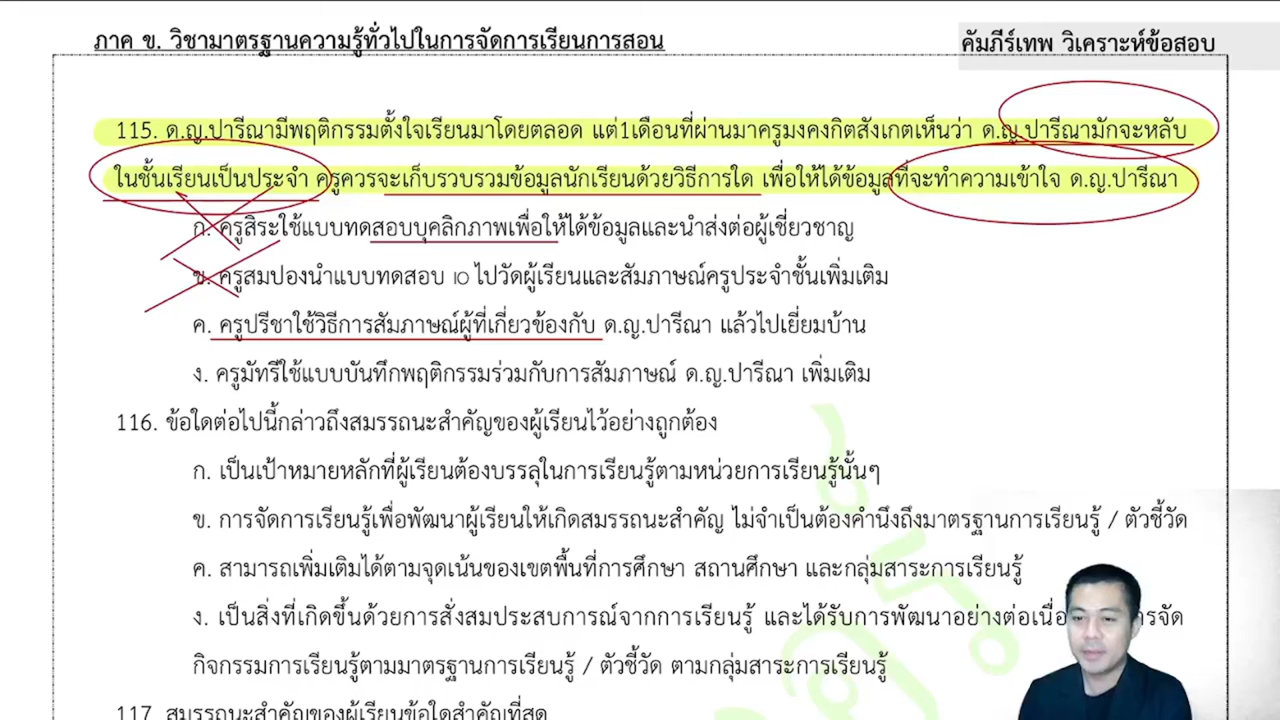 ภาค ข. วิชามาตรฐานความรู้ทั่วไปในการจัดการเรียนการสอน
คัมภีร์เทพ วิเคราะห์ข้อสอบ
115. ด.ญ.ปารีณามีพฤติกรรมตั้งใจเรียนมาโดยตลอด แต่1เดือนที่ผ่านมาครูมงคงกิตสังเกตเห็นว่า ด.ญ.ปารีณามักจะหลับ
ในชั้นเรียนเป็นประจำ ครูควรจะเก็บรวบรวมข้อมูลนักเรียนด้วยวิธีการใด เพื่อให้ได้ข้อมูลที่จะทำความเข้าใจ ด.ญ.ปารีณา
ก. ครูสิระใช้แบบทดสอบบุคลิกภาพเพื่อให้ได้ข้อมูลและนำส่งต่อผู้เชี่ยวชาญ
ข. ครูสมปองนำแบบทดสอบ IO ไปวัดผู้เรียนและสัมภาษณ์ครูประจำชั้นเพิ่มเติม
ค. ครูปรีชาใช้วิธีการสัมภาษณ์ผู้ที่เกี่ยวข้องกับ ด.ญ.ปารีณา แล้วไปเยี่ยมบ้าน
ง. ครูมัทรีใช้แบบบันทึกพฤติกรรมร่วมกับการสัมภาษณ์ ด.ญ.ปารีณา เพิ่มเติม
116. ข้อใดต่อไปนี้กล่าวถึงสมรรถนะสำคัญของผู้เรียนไว้อย่างถูกต้อง
ก. เป็นเป้าหมายหลักที่ผู้เรียนต้องบรรลุในการเรียนรู้ตามหน่วยการเรียนรู้นั้นๆ
ข. การจัดการเรียนรู้เพื่อพัฒนาผู้เรียนให้เกิดสมรรถนะสำคัญ ไม่จำเป็นต้องคำนึงถึงมาตรฐานการเรียนรู้ / ตัวชี้วัด
ค. สามารถเพิ่มเติมได้ตามจุดเน้นของเขตพื้นที่การศึกษา สถานศึกษา และกลุ่มสาระการเรียนรู้
ง. เป็นสิ่งที่เกิดขึ้นด้วยการสั่งสมประสบการณ์จากการเรียนรู้ และได้รับการพัฒนาอย่างต่อเนื่อ รจัด
กิจกรรมการเรียนรู้ตามมาตรฐานการเรียนรู้ / ตัวชี้วัด ตามกลุ่มสาระการเรียนรู้
117. สมรรถนะสำคัญของผู้เรียนข้อใดสำคัญที่สุด